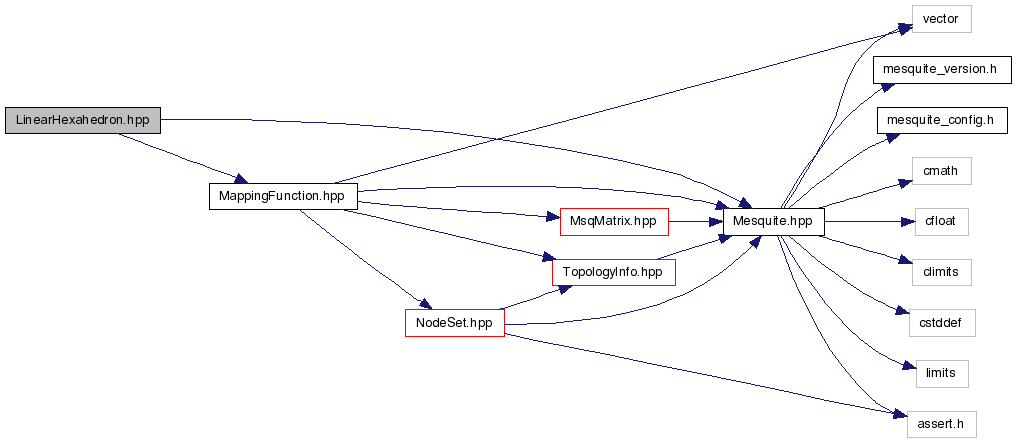 vector
mesquite_version.h
LinearHexahedron.hpp
mesquite_config.h
cmath
MappingFunction.hpp
MsqMatrix.hpp
Mesquite.hpp
cfloat
TopologyInfo.hpp
climits
NodeSet.hpp
cstddef
limits
assert.h